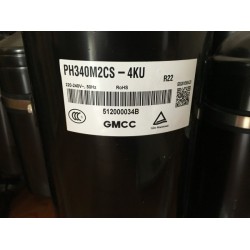 PH340M2CS-4KU
220-240V~, 50Hz RoHS R22
512000034B
GMCC